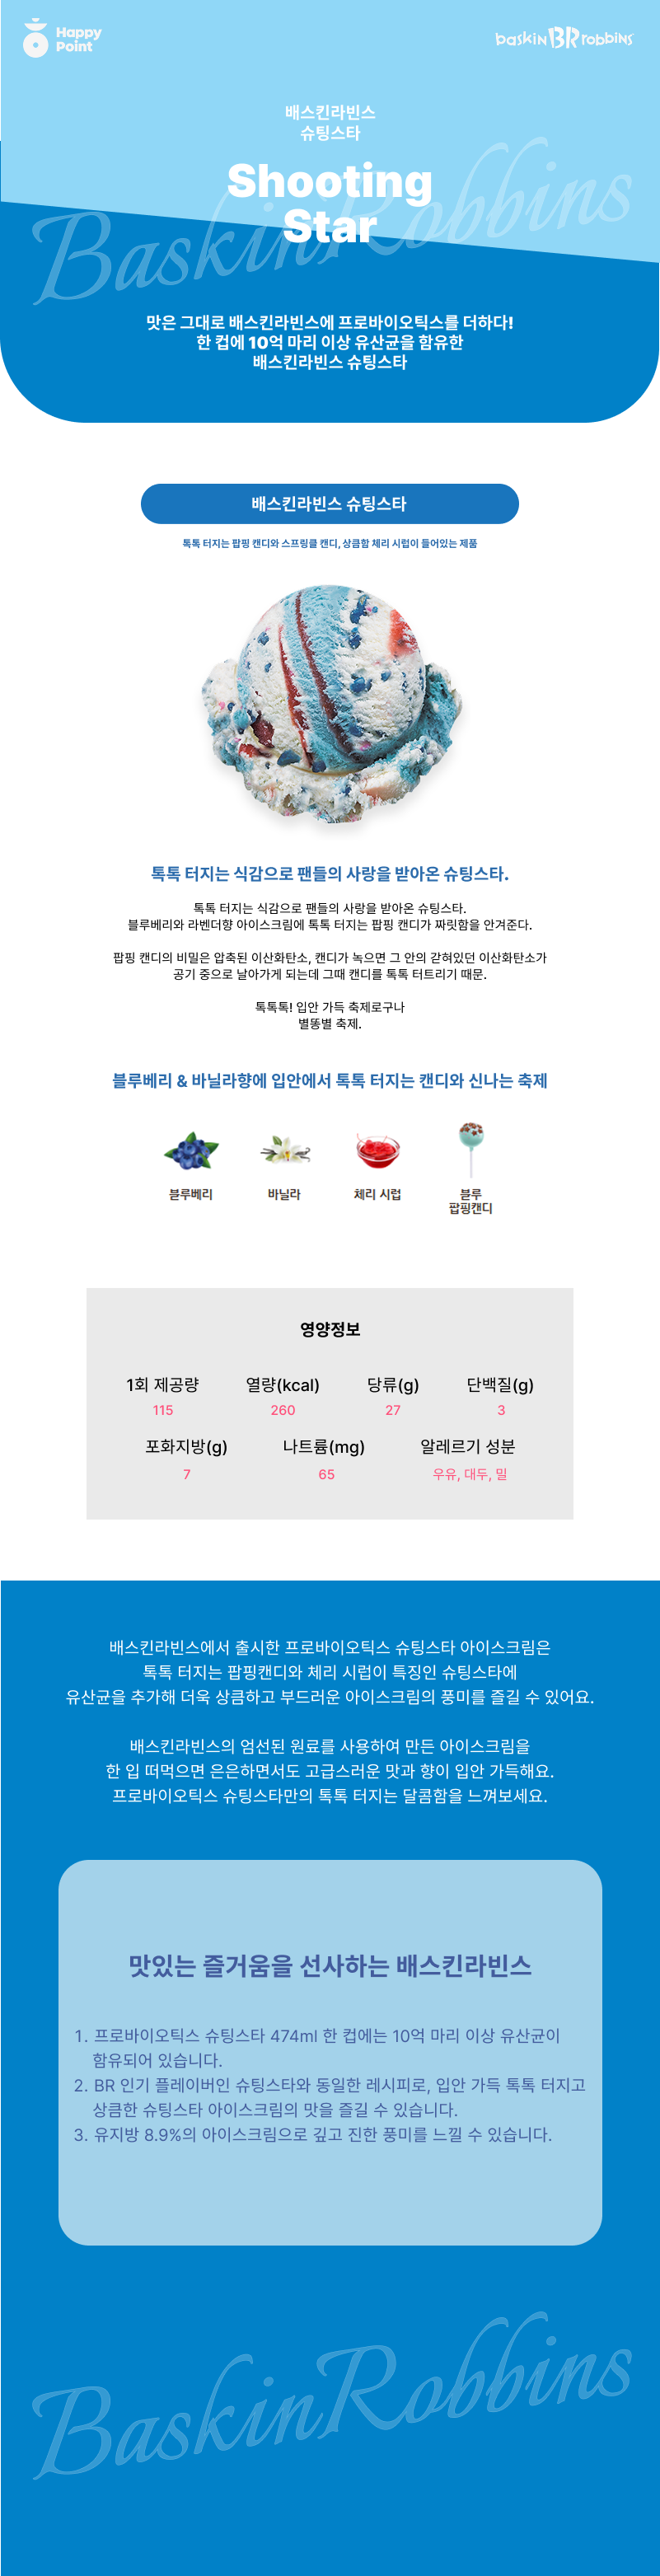 Happy
Point
baskin BR robbins
배스킨라빈스
슈팅스타
Shooting
Star
BaskinRobbins
맛은 그대로 배스킨라빈스에 프로바이오틱스를 더하다!
한 컵에 10억 마리 이상 유산균을 함유한
배스킨라빈스 슈팅스타
배스킨라빈스 슈팅스타
톡톡 터지는 팝핑 캔디와 스프링클 캔디, 상큼함 체리 시럽이 들어있는 제품
톡톡 터지는 식감으로 팬들의 사랑을 받아온 슈팅스타.
톡톡 터지는 식감으로 팬들의 사랑을 받아온 슈팅스타.
블루베리와 라벤더향 아이스크림에 톡톡 터지는 팝핑 캔디가 짜릿함을 안겨준다.
팝핑 캔디의 비밀은 압축된 이산화탄소, 캔디가 녹으면 그 안의 갇혀있던 이산화탄소가
공기 중으로 날아가게 되는데 그때 캔디를 톡톡 터트리기 때문.
톡톡톡! 입안 가득 축제로구나
별똥별 축제.
블루베리 & 바닐라향에 입안에서 톡톡 터지는 캔디와 신나는 축제
블루베리 바닐라 체리 시럽 블루
팝핑캔디
영양정보
1회 제공량 열량(kcal) 당류(g) 단백질(g)
115 260 27 3
포화지방(g) 나트륨(mg) 알레르기 성분
7 65 우유, 대두, 밀
배스킨라빈스에서 출시한 프로바이오틱스 슈팅스타 아이스크림은
톡톡 터지는 팝핑캔디와 체리 시럽이 특징인 슈팅스타에
유산균을 추가해 더욱 상큼하고 부드러운 아이스크림의 풍미를 즐길 수 있어요.
배스킨라빈스의 엄선된 원료를 사용하여 만든 아이스크림을
한 입 떠먹으면 은은하면서도 고급스러운 맛과 향이 입안 가득해요.
프로바이오틱스 슈팅스타만의 톡톡 터지는 달콤함을 느껴보세요.
맛있는 즐거움을 선사하는 배스킨라빈스
1. 프로바이오틱스 슈팅스타 474ml 한 컵에는 10억 마리 이상 유산균이
함유되어 있습니다.
2. BR 인기 플레이버인 슈팅스타와 동일한 레시피로, 입안 가득 톡톡 터지고
상큼한 슈팅스타 아이스크림의 맛을 즐길 수 있습니다.
3. 유지방 8.9%의 아이스크림으로 깊고 진한 풍미를 느낄 수 있습니다.
BaskinRobbins